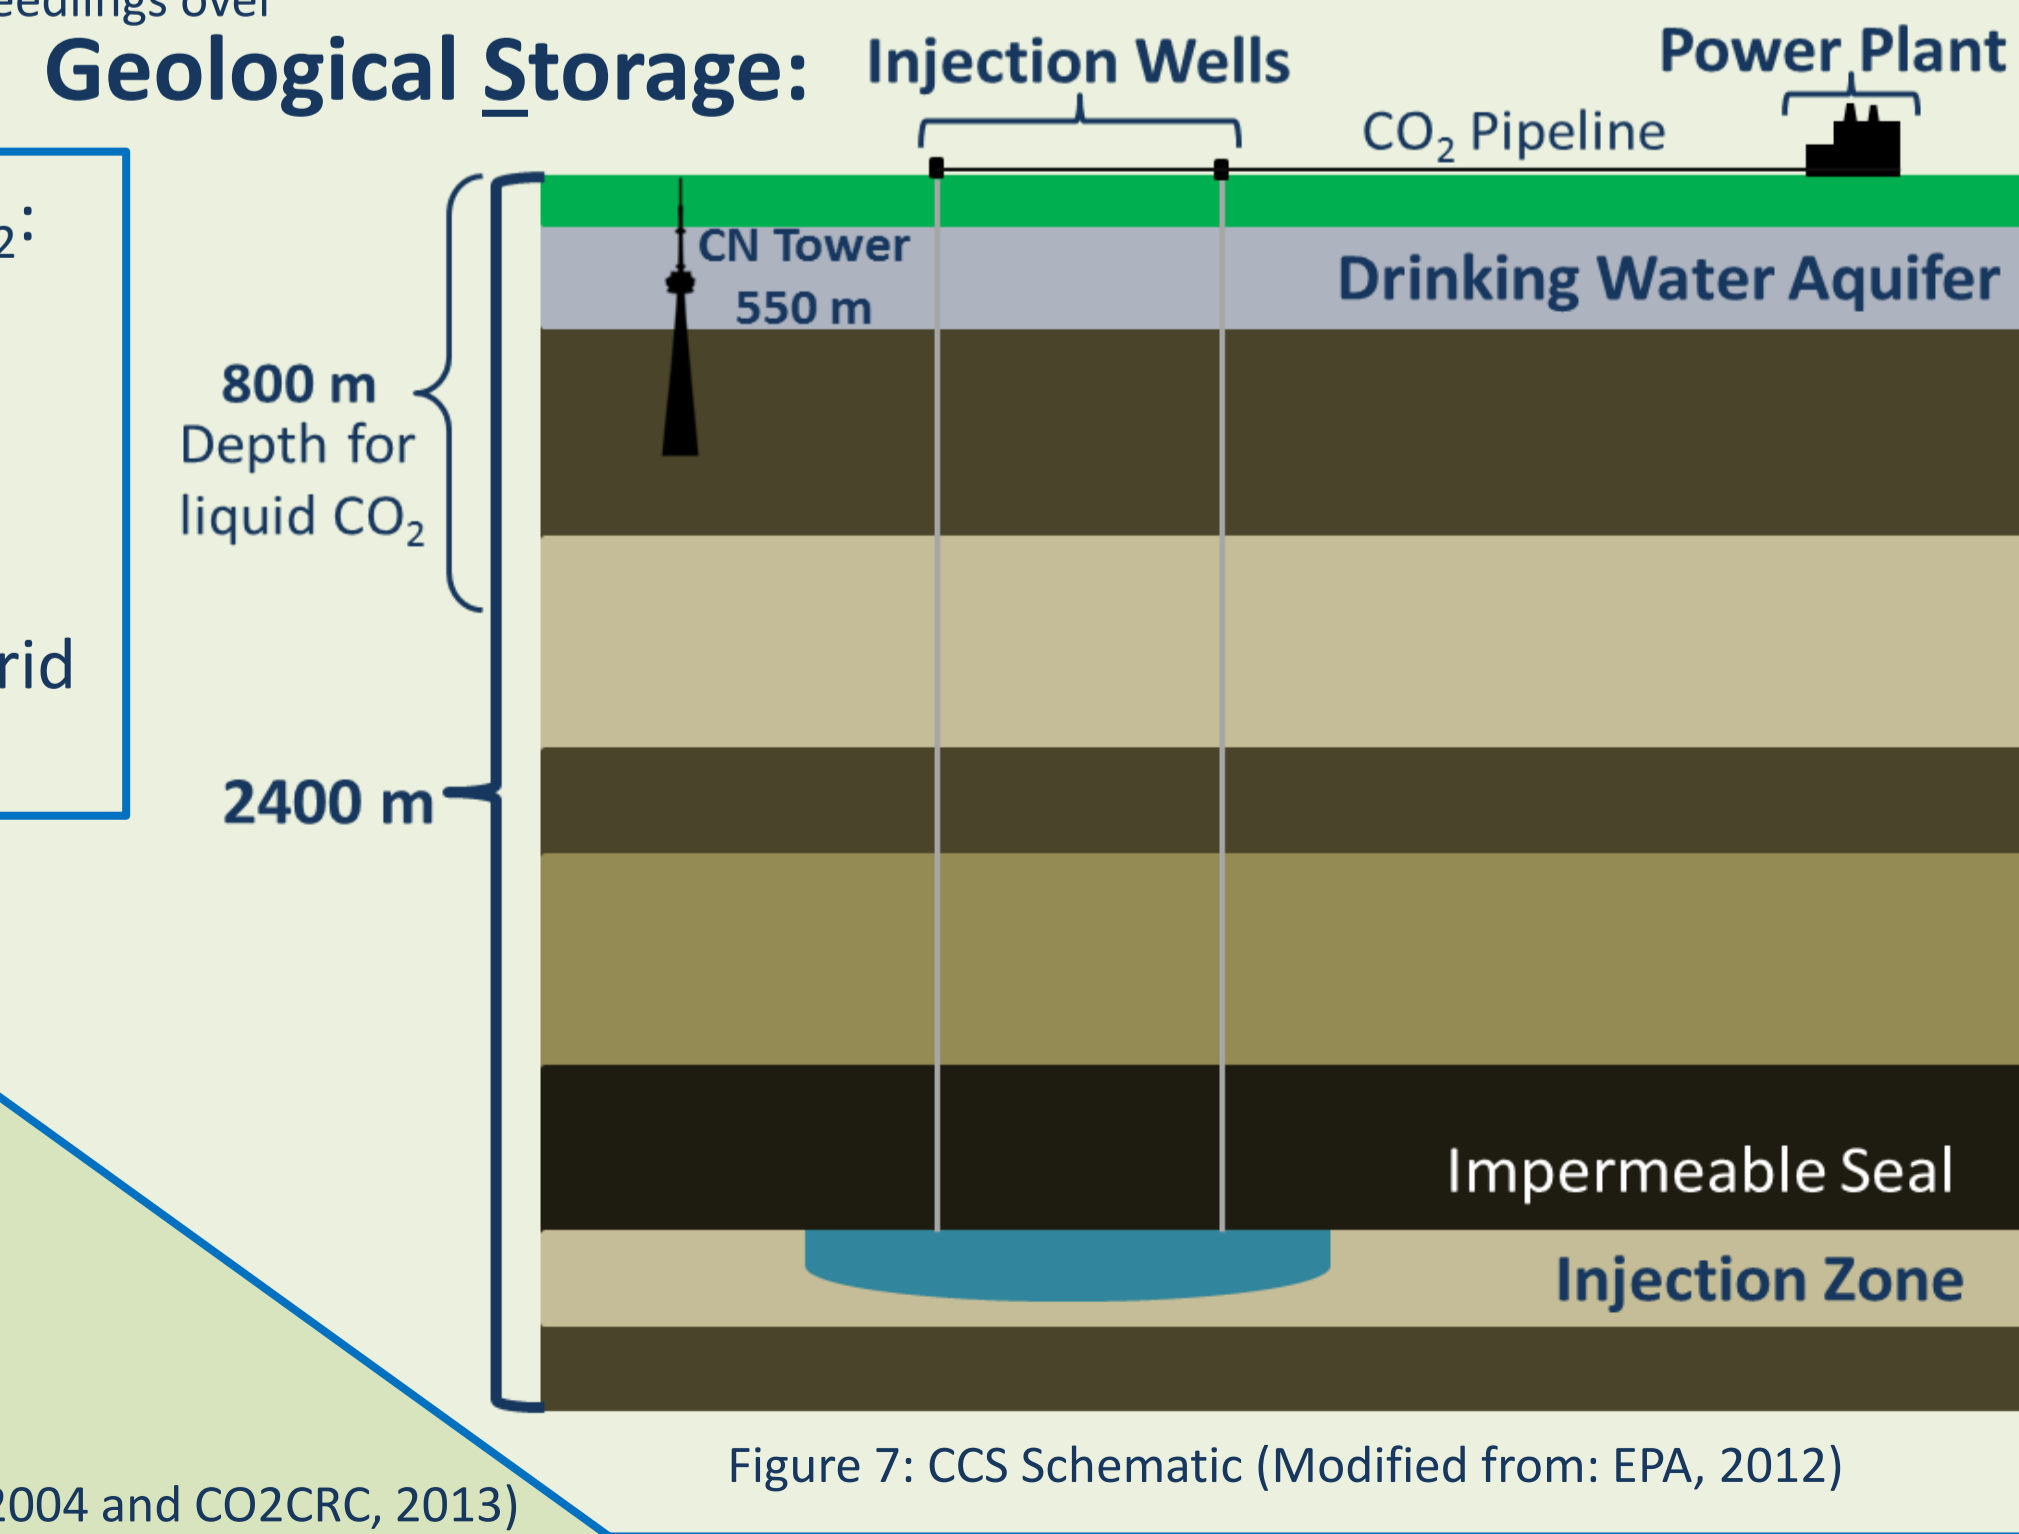 Geological Storage:
Injection Wells
Power Plant
CO₂ Pipeline
CN Tower
550 m
Drinking Water Aquifer
800 m
Depth for
liquid CO₂
2400 m
Impermeable Seal
Injection Zone
Figure 7: CCS Schematic (Modified from: EPA, 2012)
2004 and CO2CRC, 2013)